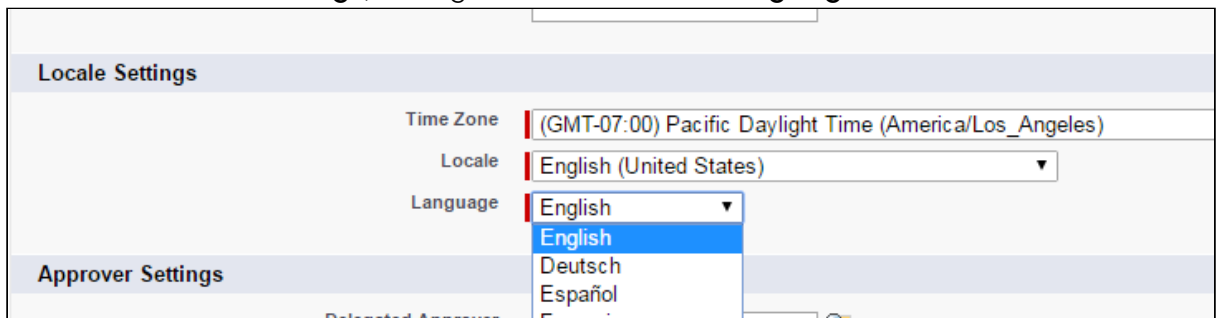 Locale Settings
Time Zone (GMT-07:00) Pacific Daylight Time (America/Los_Angeles)
Locale English (United States)
Language English
English
Deutsch
Español
Approver Settings